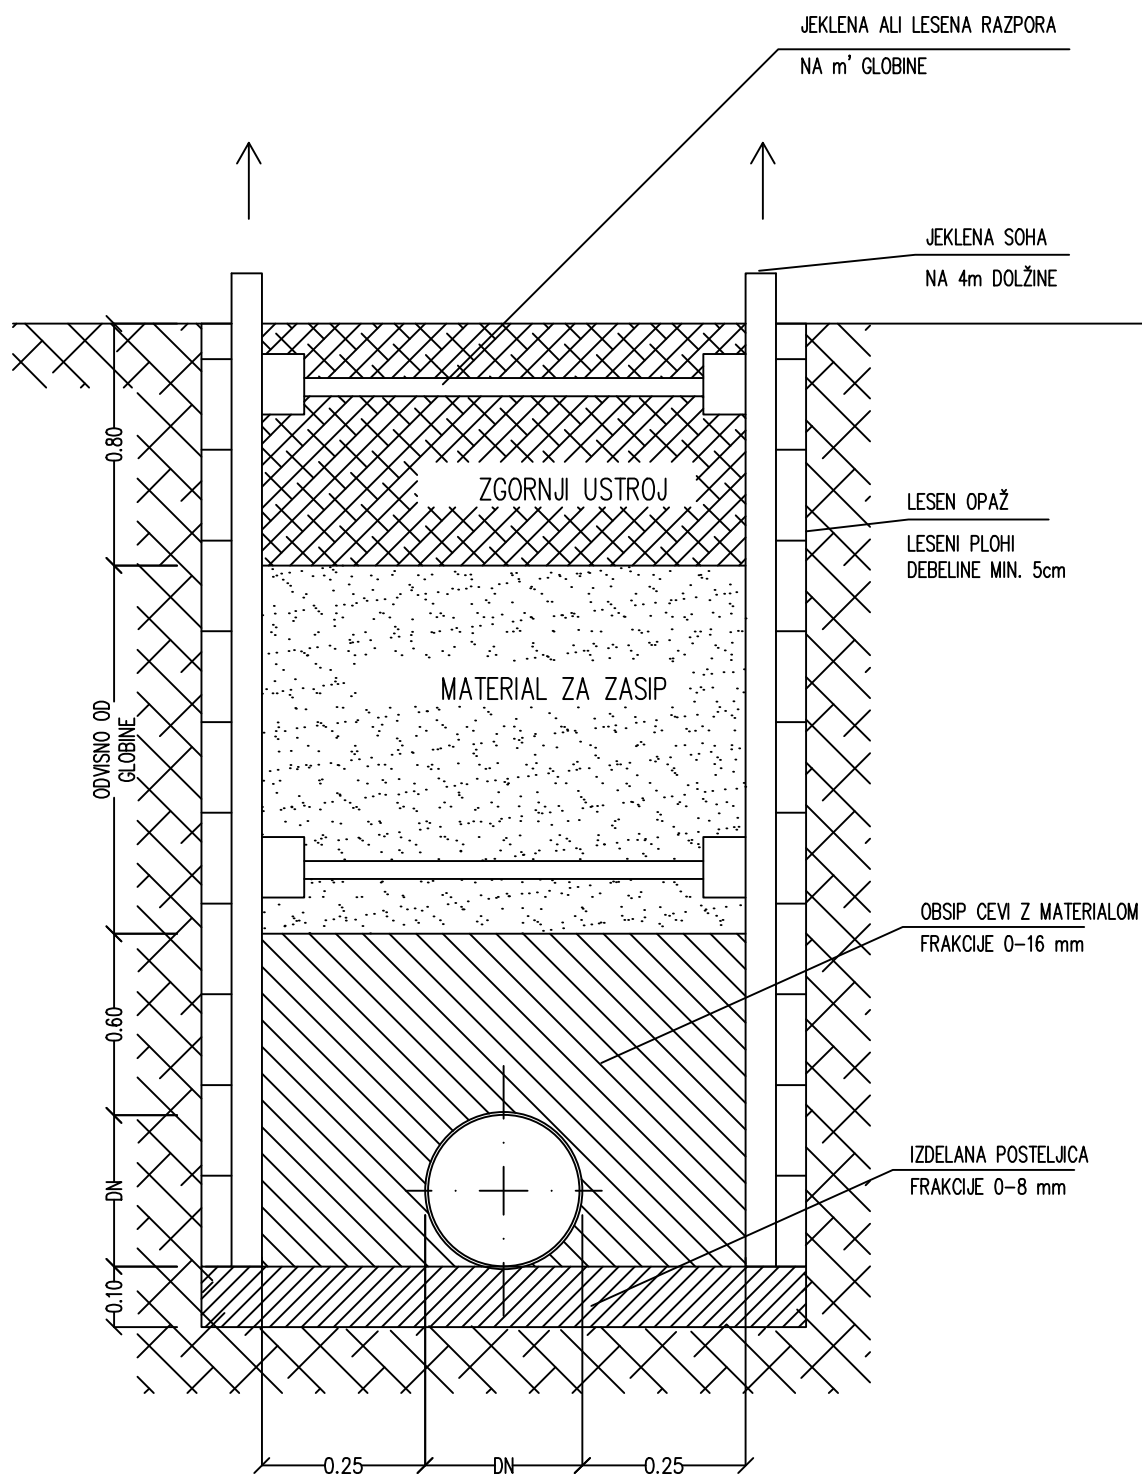 JEKLENA ALI LESENA RAZPORA
NA m' GLOBINE
JEKLENA SOHA
NA 4m DOLŽINE
0.80
ZGORNJI USTROJ
LESEN OPAŽ
LESENI PLOHI
DEBELINE MIN. 5cm
MATERIAL ZA ZASIP
ODVISNO OD
GLOBINE
OBSIP CEVI Z MATERIALOM
FRAKCIJE 0-16 mm
0.60
IZDELANA POSTELJICA
FRAKCIJE 0-8 mm
DN
0.10
0.25
DN
0.25